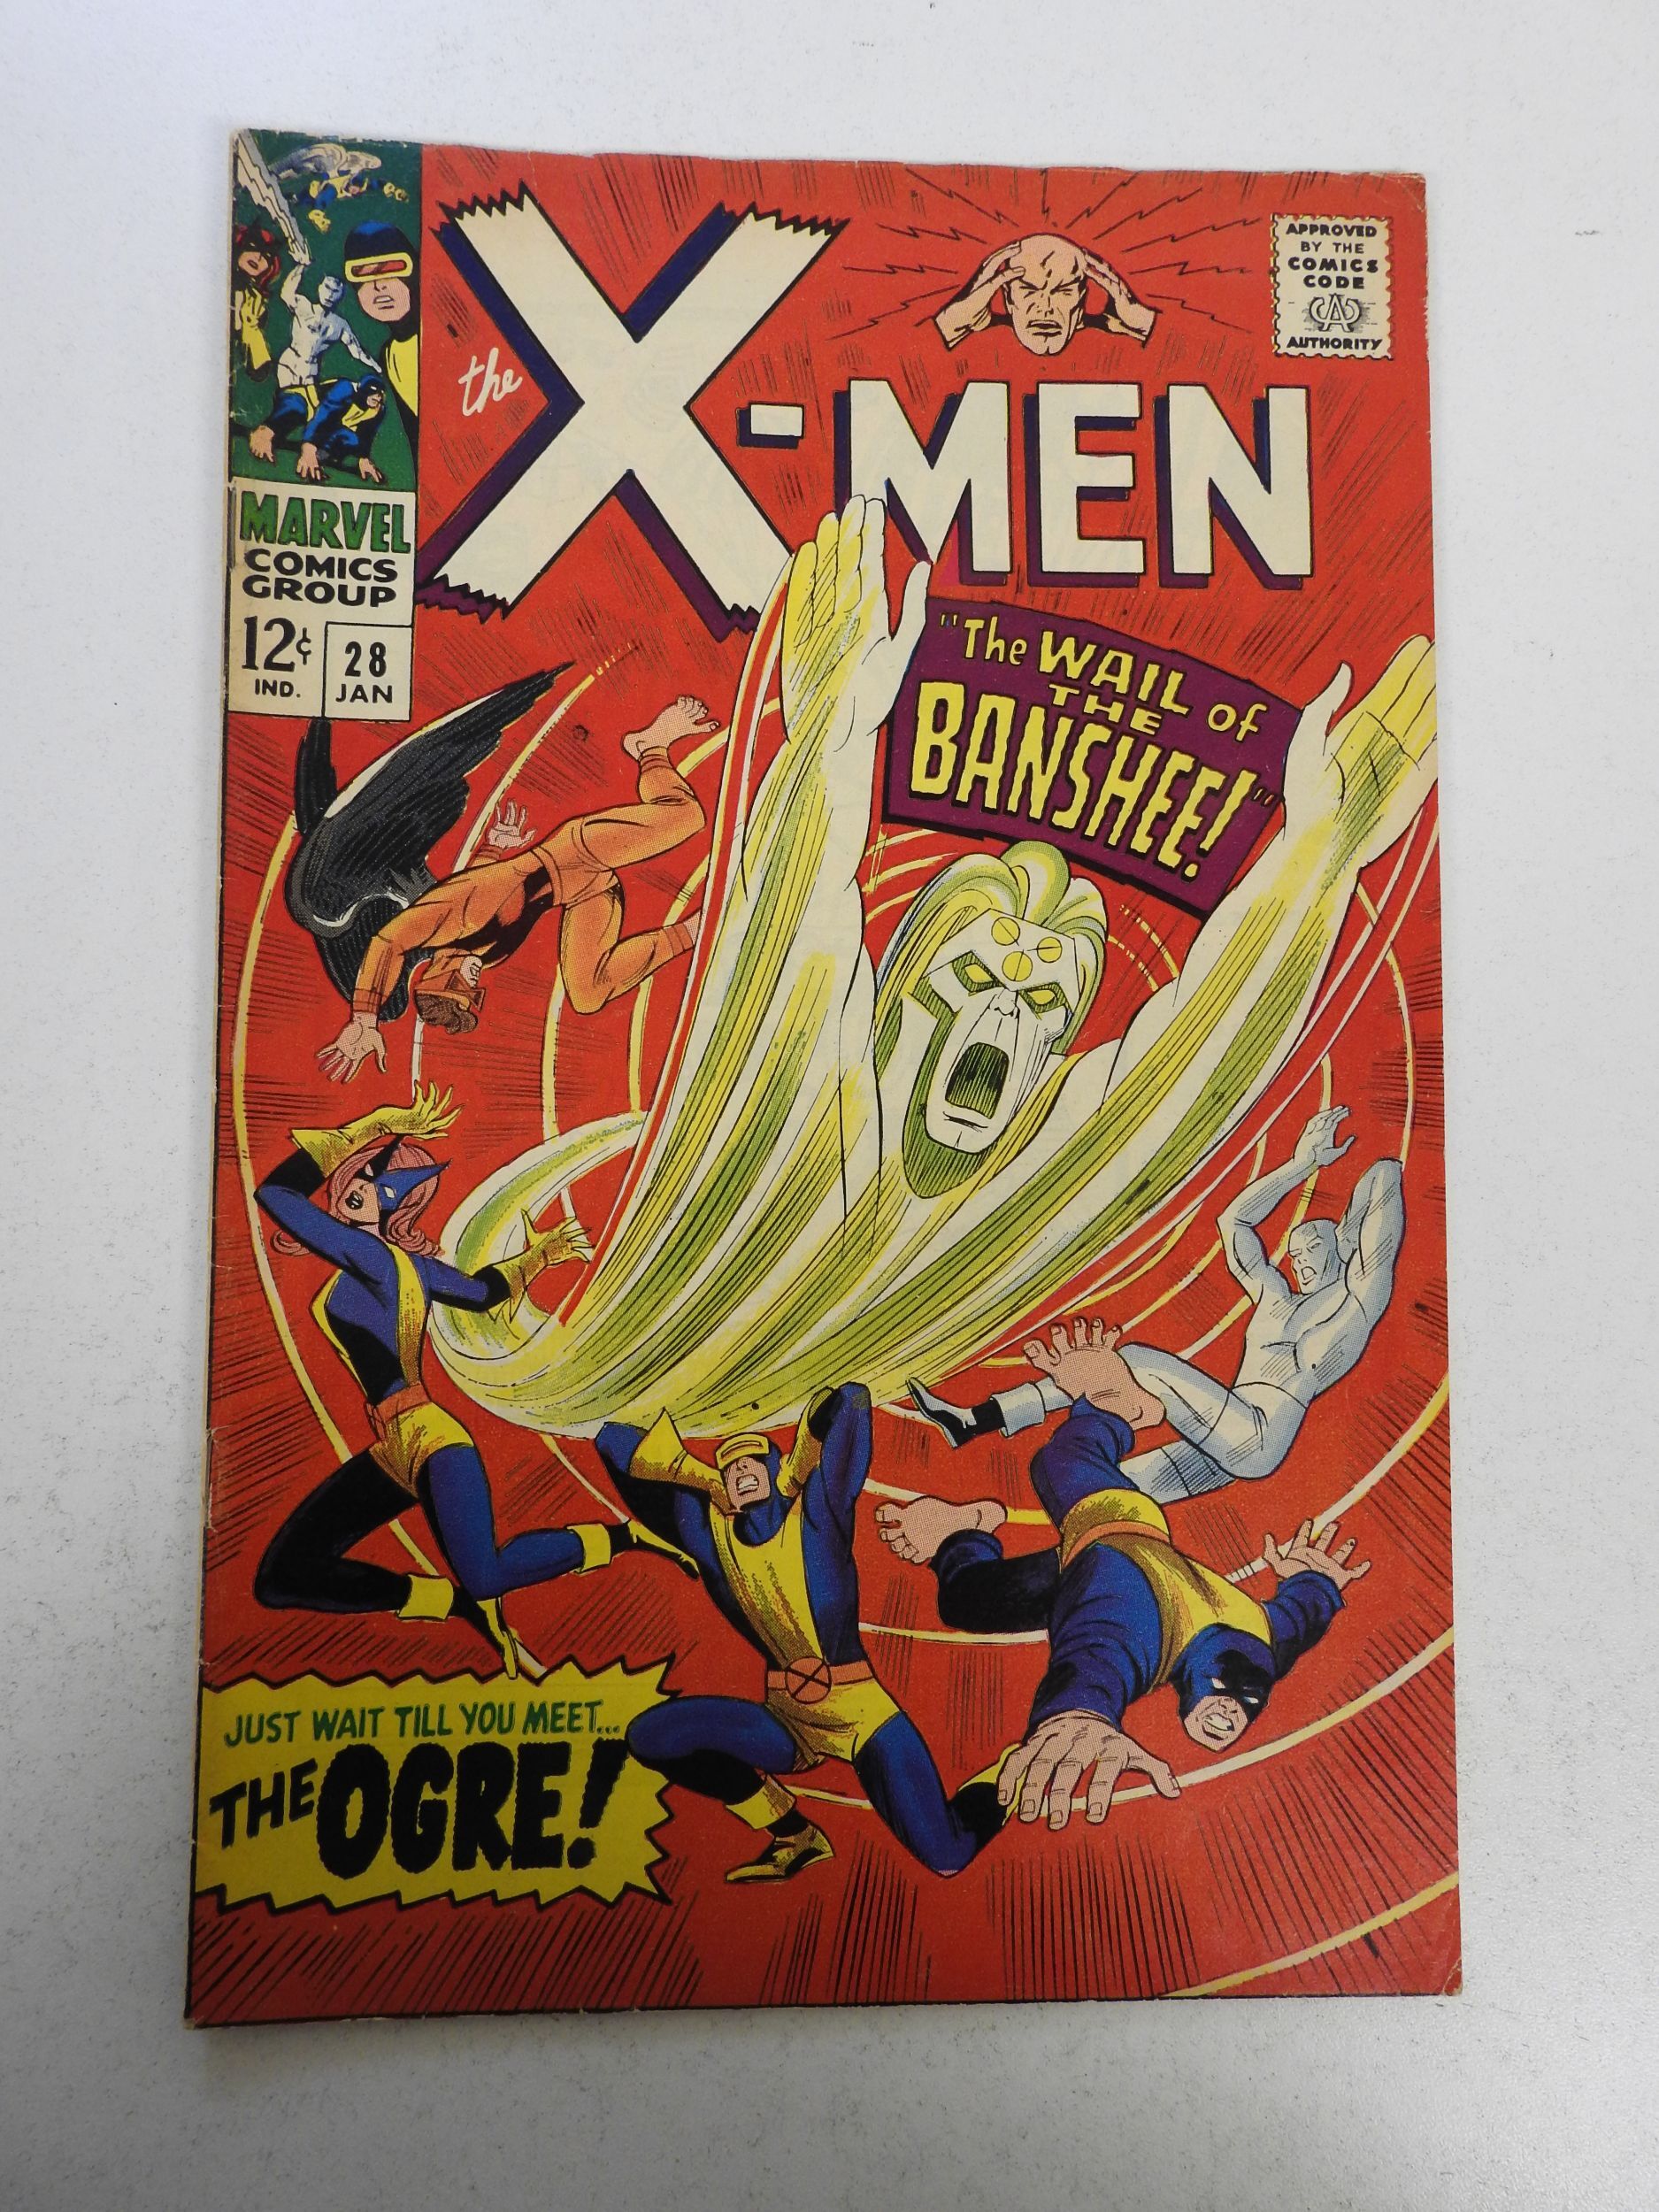 the
X-MEN
APPROVED
BY THE
COMICS
CODE
CA
AUTHORITY
MARVEL
COMICS
GROUP
12¢
IND.
28
JAN
"The WAIL of
THE
BANSHEE!"
JUST WAIT TILL YOU MEET...
THE OGRE!